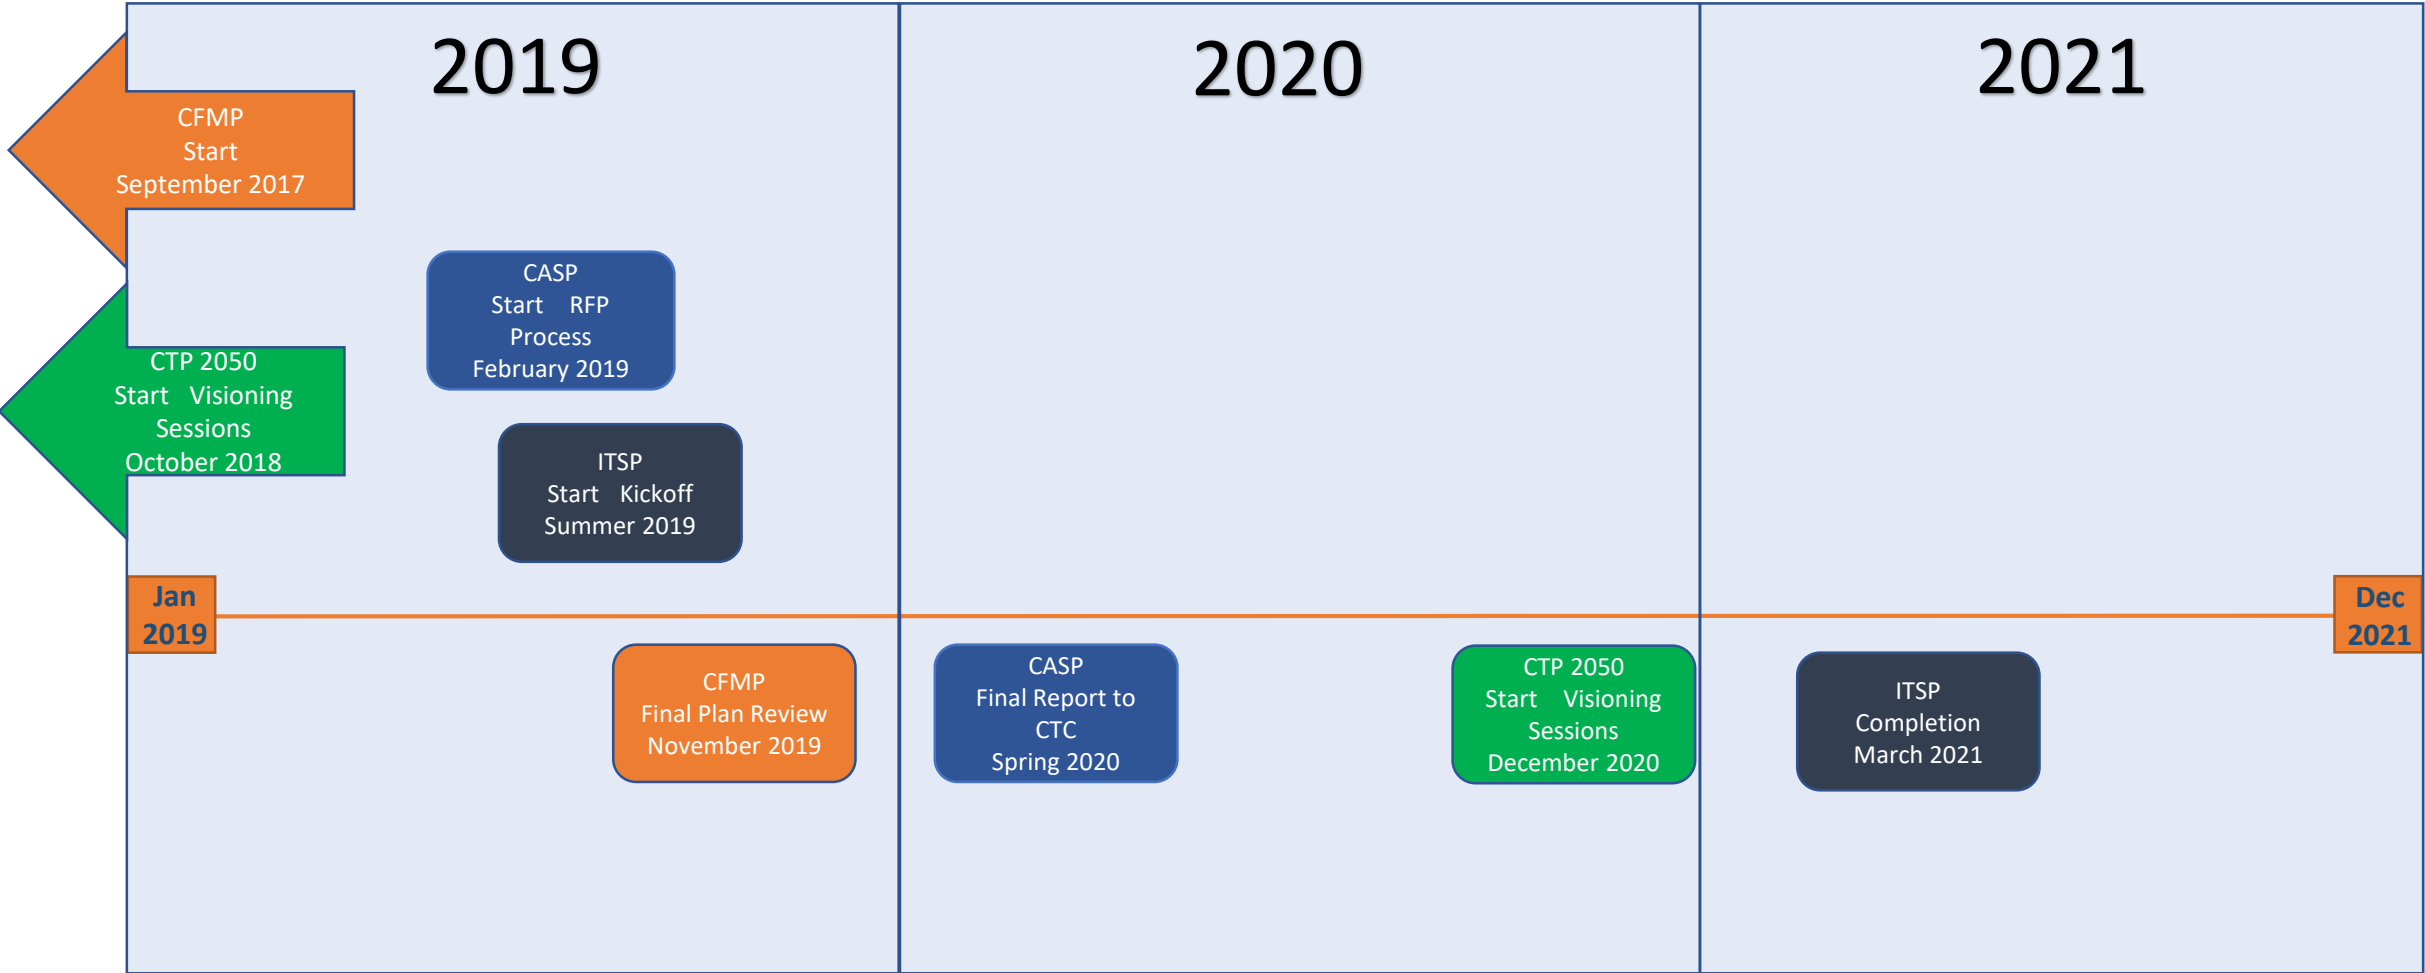 2019
2020
2021
CFMP
Start
September 2017
CASP
Start RFP
Process
February 2019
CTP 2050
Start Visioning
Sessions
October 2018
ITSP
Start Kickoff
Summer 2019
Jan
2019
Dec
2021
CFMP
Final Plan Review
November 2019
CASP
Final Report to
CTC
Spring 2020
CTP 2050
Start Visioning
Sessions
December 2020
ITSP
Completion
March 2021